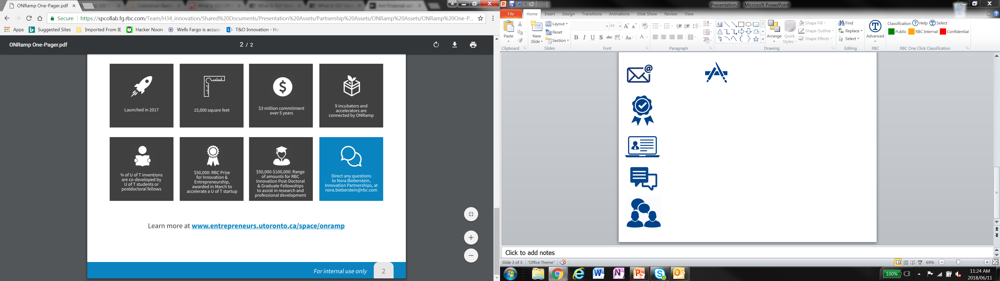 ONRamp One-Pager.pdf
Secure
https://spcollab.fg.rbc.com/Team/H34_innovation/Shared%20Documents/Presentation%20Assets/Partnership%20Assets/ONRamp%20Assets/ONRamp%20One-P...
Apps
Suggested Sites
Imported From IE
Hacker Noon
Wells Fargo is accuse
T&O Innovation - Ho
ONRamp One-Pager.pdf
2 / 2
Launched in 2017
15,000 square feet
$3 million commitment
over 5 years
9 incubators and
accelerators are
connected by ONRamp
¾ of U of T inventions
are co-developed by
U of T students or
postdoctoral fellows
$50,000: RBC Prize
for Innovation &
Entrepreneurship,
awarded in March to
accelerate a U of T startup
$50,000-$100,000: Range
of amounts for RBC
Innovation Post-Doctoral
& Graduate Fellowships
to assist in research and
professional development
Direct any questions
to Nora Bieberstein,
Innovation Partnerships, at
nora.bieberstein@rbc.com
Learn more at www.entrepreneurs.utoronto.ca/space/onramp
For internal use only
2
Presentation2 - Microsoft PowerPoint
File
Home
Insert
Design
Transitions
Animations
Slide Show
Review
View
Paste
Clipboard
New
Slide
Layout
Reset
Section
Slides
44
B I U S abc AV Aa A
Font
Paragraph
Arrange
Quick
Styles
Shape Fill
Shape Outline
Shape Effects
Drawing
Find
Replace
Select
Editing
Advanced
RBC
Classification
Help
Select
Public
RBC Internal
Confidential
RBC One Click Classification
@
Click to add notes
Slide 3 of 3
"Office Theme"
69%
100%
11:24 AM
2018/06/11